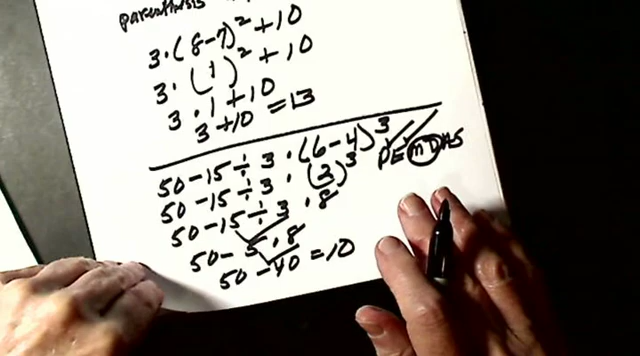 parenthesis
3 · (8-7)² + 10
3 · (1)² + 10
3 · 1 + 10
3 + 10 = 13
50 - 15 ÷ 3 · (6-4)³ PEMDAS
50 - 15 ÷ 3 · (2)³
50 - 15 ÷ 3 · 8
50 - 5 · 8
50 - 40 = 10